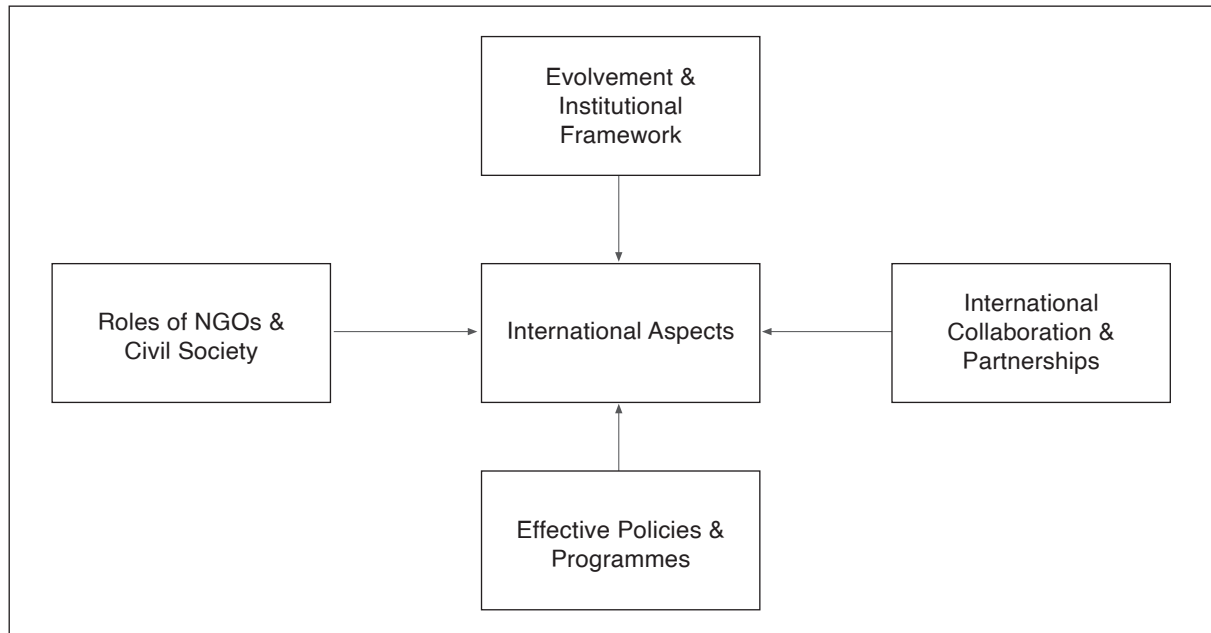 Evolvement &
Institutional
Framework
Roles of NGOs &
Civil Society
International Aspects
International
Collaboration &
Partnerships
Effective Policies &
Programmes